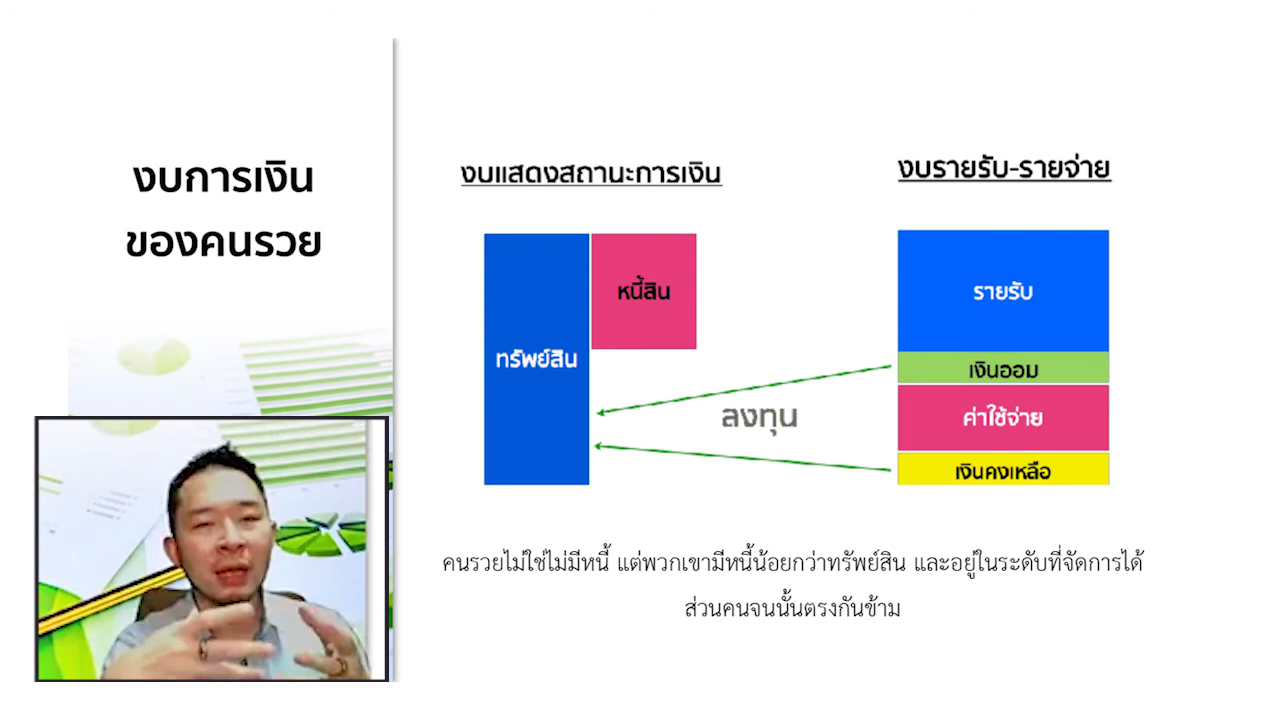 งบการเงิน
ของคนรวย
งบแสดงสถานะการเงิน
งบรายรับ-รายจ่าย
ทรัพย์สิน
หนี้สิน
ลงทุน
รายรับ
เงินออม
ค่าใช้จ่าย
เงินคงเหลือ
คนรวยไม่ใช่ไม่มีหนี้ แต่พวกเขามีหนี้น้อยกว่าทรัพย์สิน และอยู่ในระดับที่จัดการได้
ส่วนคนจนนั้นตรงกันข้าม